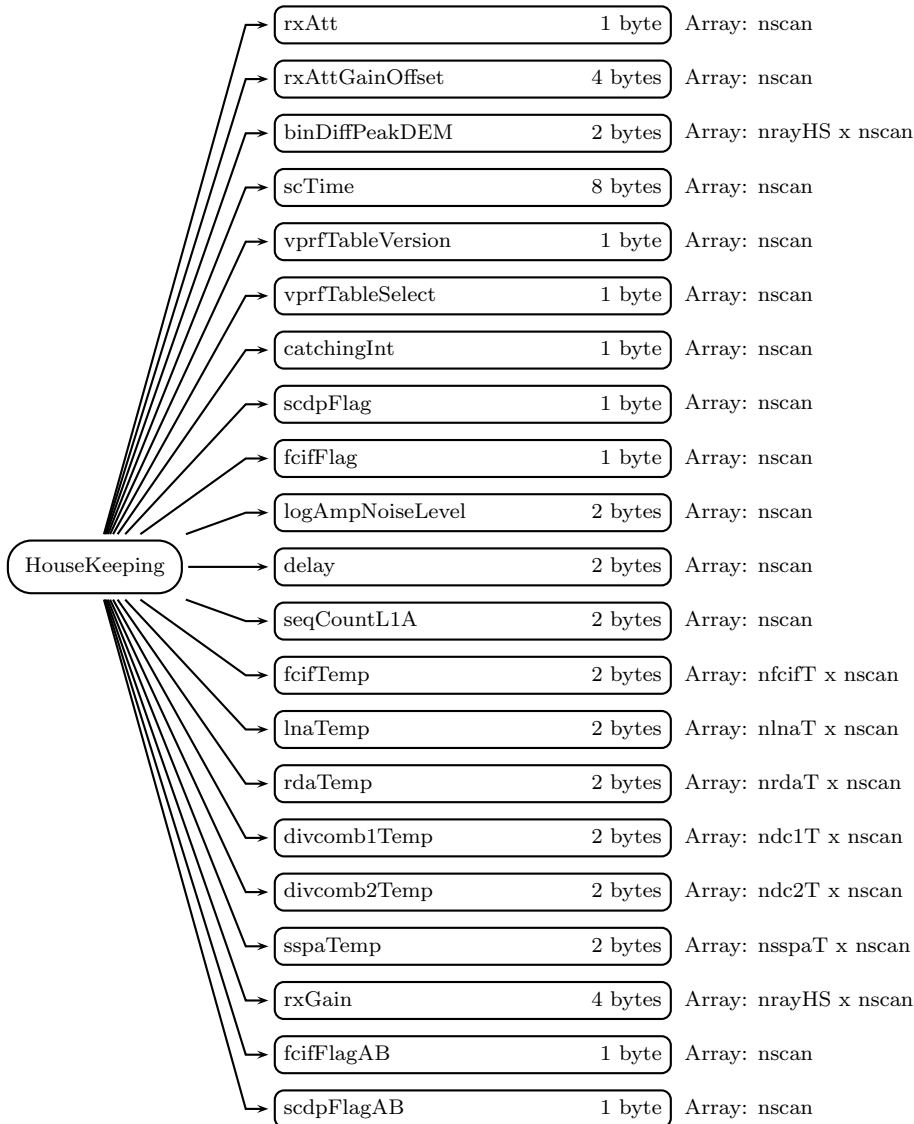 rxAtt 1 byte Array: nscan
rxAttGainOffset 4 bytes Array: nscan
binDiffPeakDEM 2 bytes Array: nrayHS x nscan
scTime 8 bytes Array: nscan
vprfTableVersion 1 byte Array: nscan
vprfTableSelect 1 byte Array: nscan
catchingInt 1 byte Array: nscan
scdpFlag 1 byte Array: nscan
fcifFlag 1 byte Array: nscan
logAmpNoiseLevel 2 bytes Array: nscan
HouseKeeping delay 2 bytes Array: nscan
seqCountL1A 2 bytes Array: nscan
fcifTemp 2 bytes Array: nfcifT x nscan
lnaTemp 2 bytes Array: nlnaT x nscan
rdaTemp 2 bytes Array: nrdaT x nscan
divcomb1Temp 2 bytes Array: ndc1T x nscan
divcomb2Temp 2 bytes Array: ndc2T x nscan
sspaTemp 2 bytes Array: nsspaT x nscan
rxGain 4 bytes Array: nrayHS x nscan
fcifFlagAB 1 byte Array: nscan
scdpFlagAB 1 byte Array: nscan